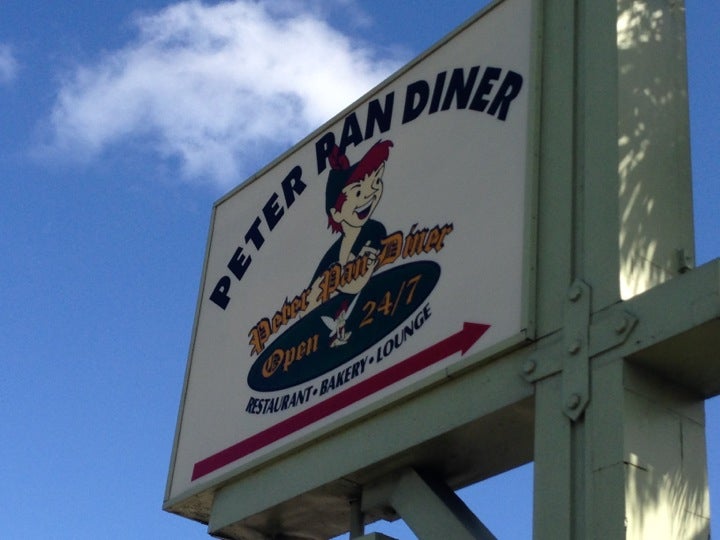 PETER PAN DINER
Peter Pan Diner
Open 24/7
RESTAURANT • BAKERY • LOUNGE